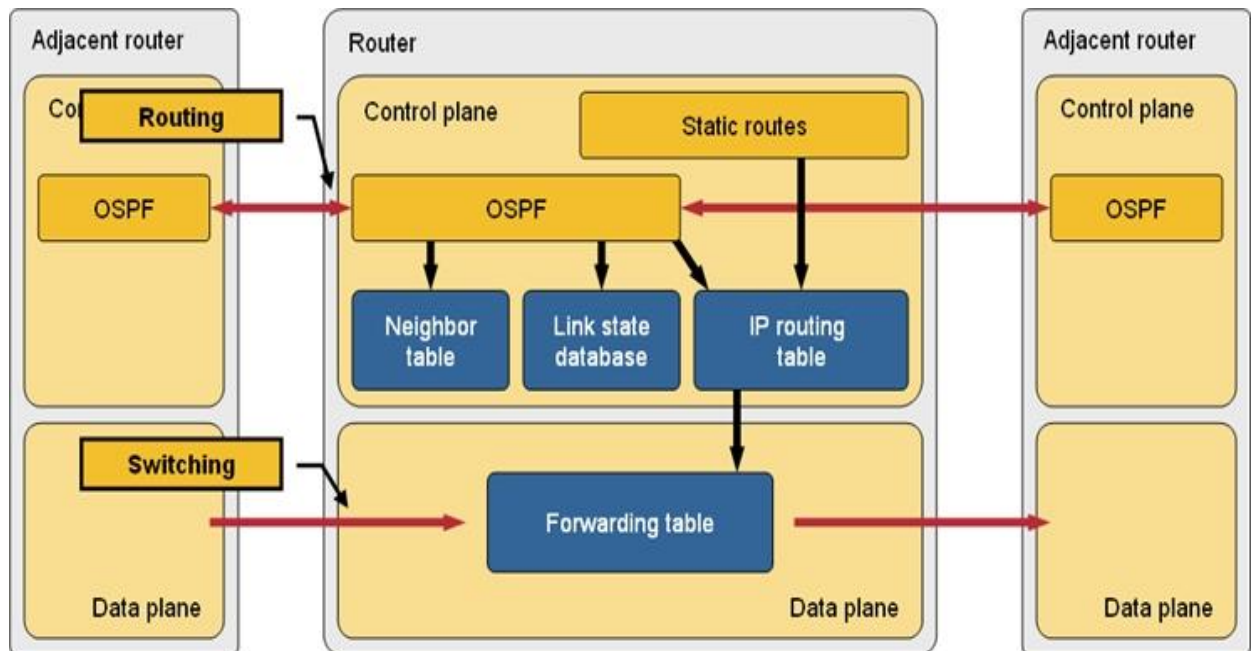 Adjacent router
Router
Adjacent router
Co
Routing
Control plane
Static routes
Control plane
OSPF
OSPF
OSPF
Neighbor
table
Link state
database
IP routing
table
Switching
Forwarding table
Data plane
Data plane
Data plane